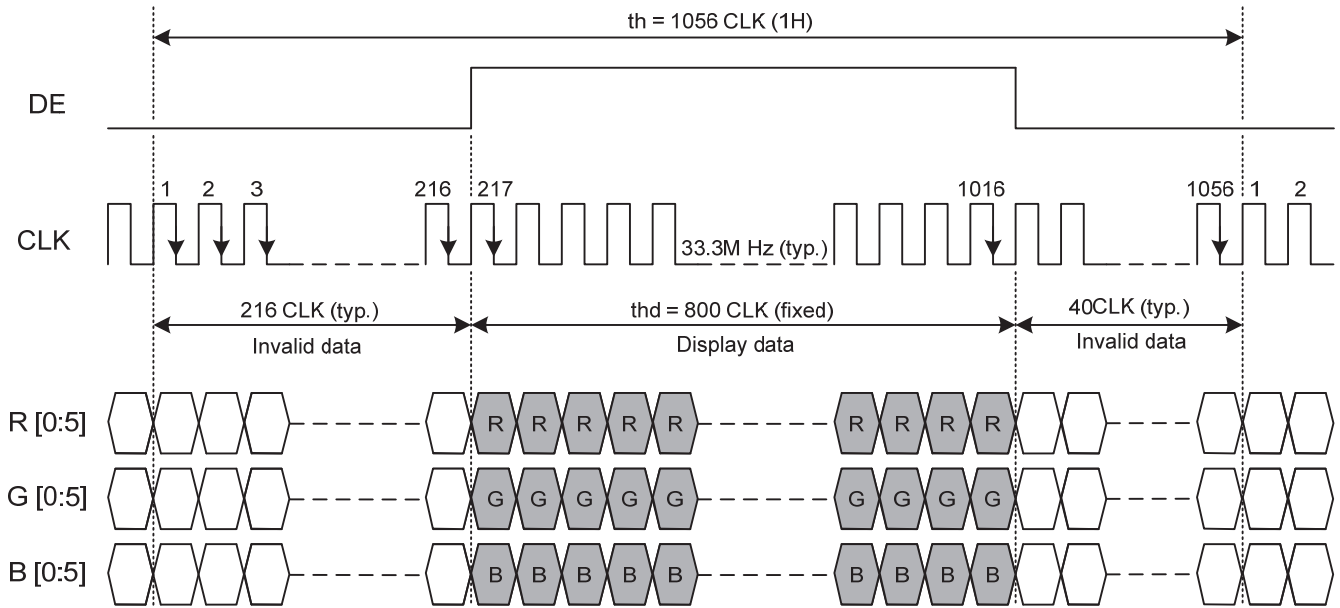 th = 1056 CLK (1H)
DE
1 2 3 216 217 1016 1056 1 2
CLK
33.3M Hz (typ.)
216 CLK (typ.) thd = 800 CLK (fixed) 40CLK (typ.)
Invalid data Display data Invalid data
R [0:5] R R R R R R R R R
G [0:5] G G G G G G G G G
B [0:5] B B B B B B B B B